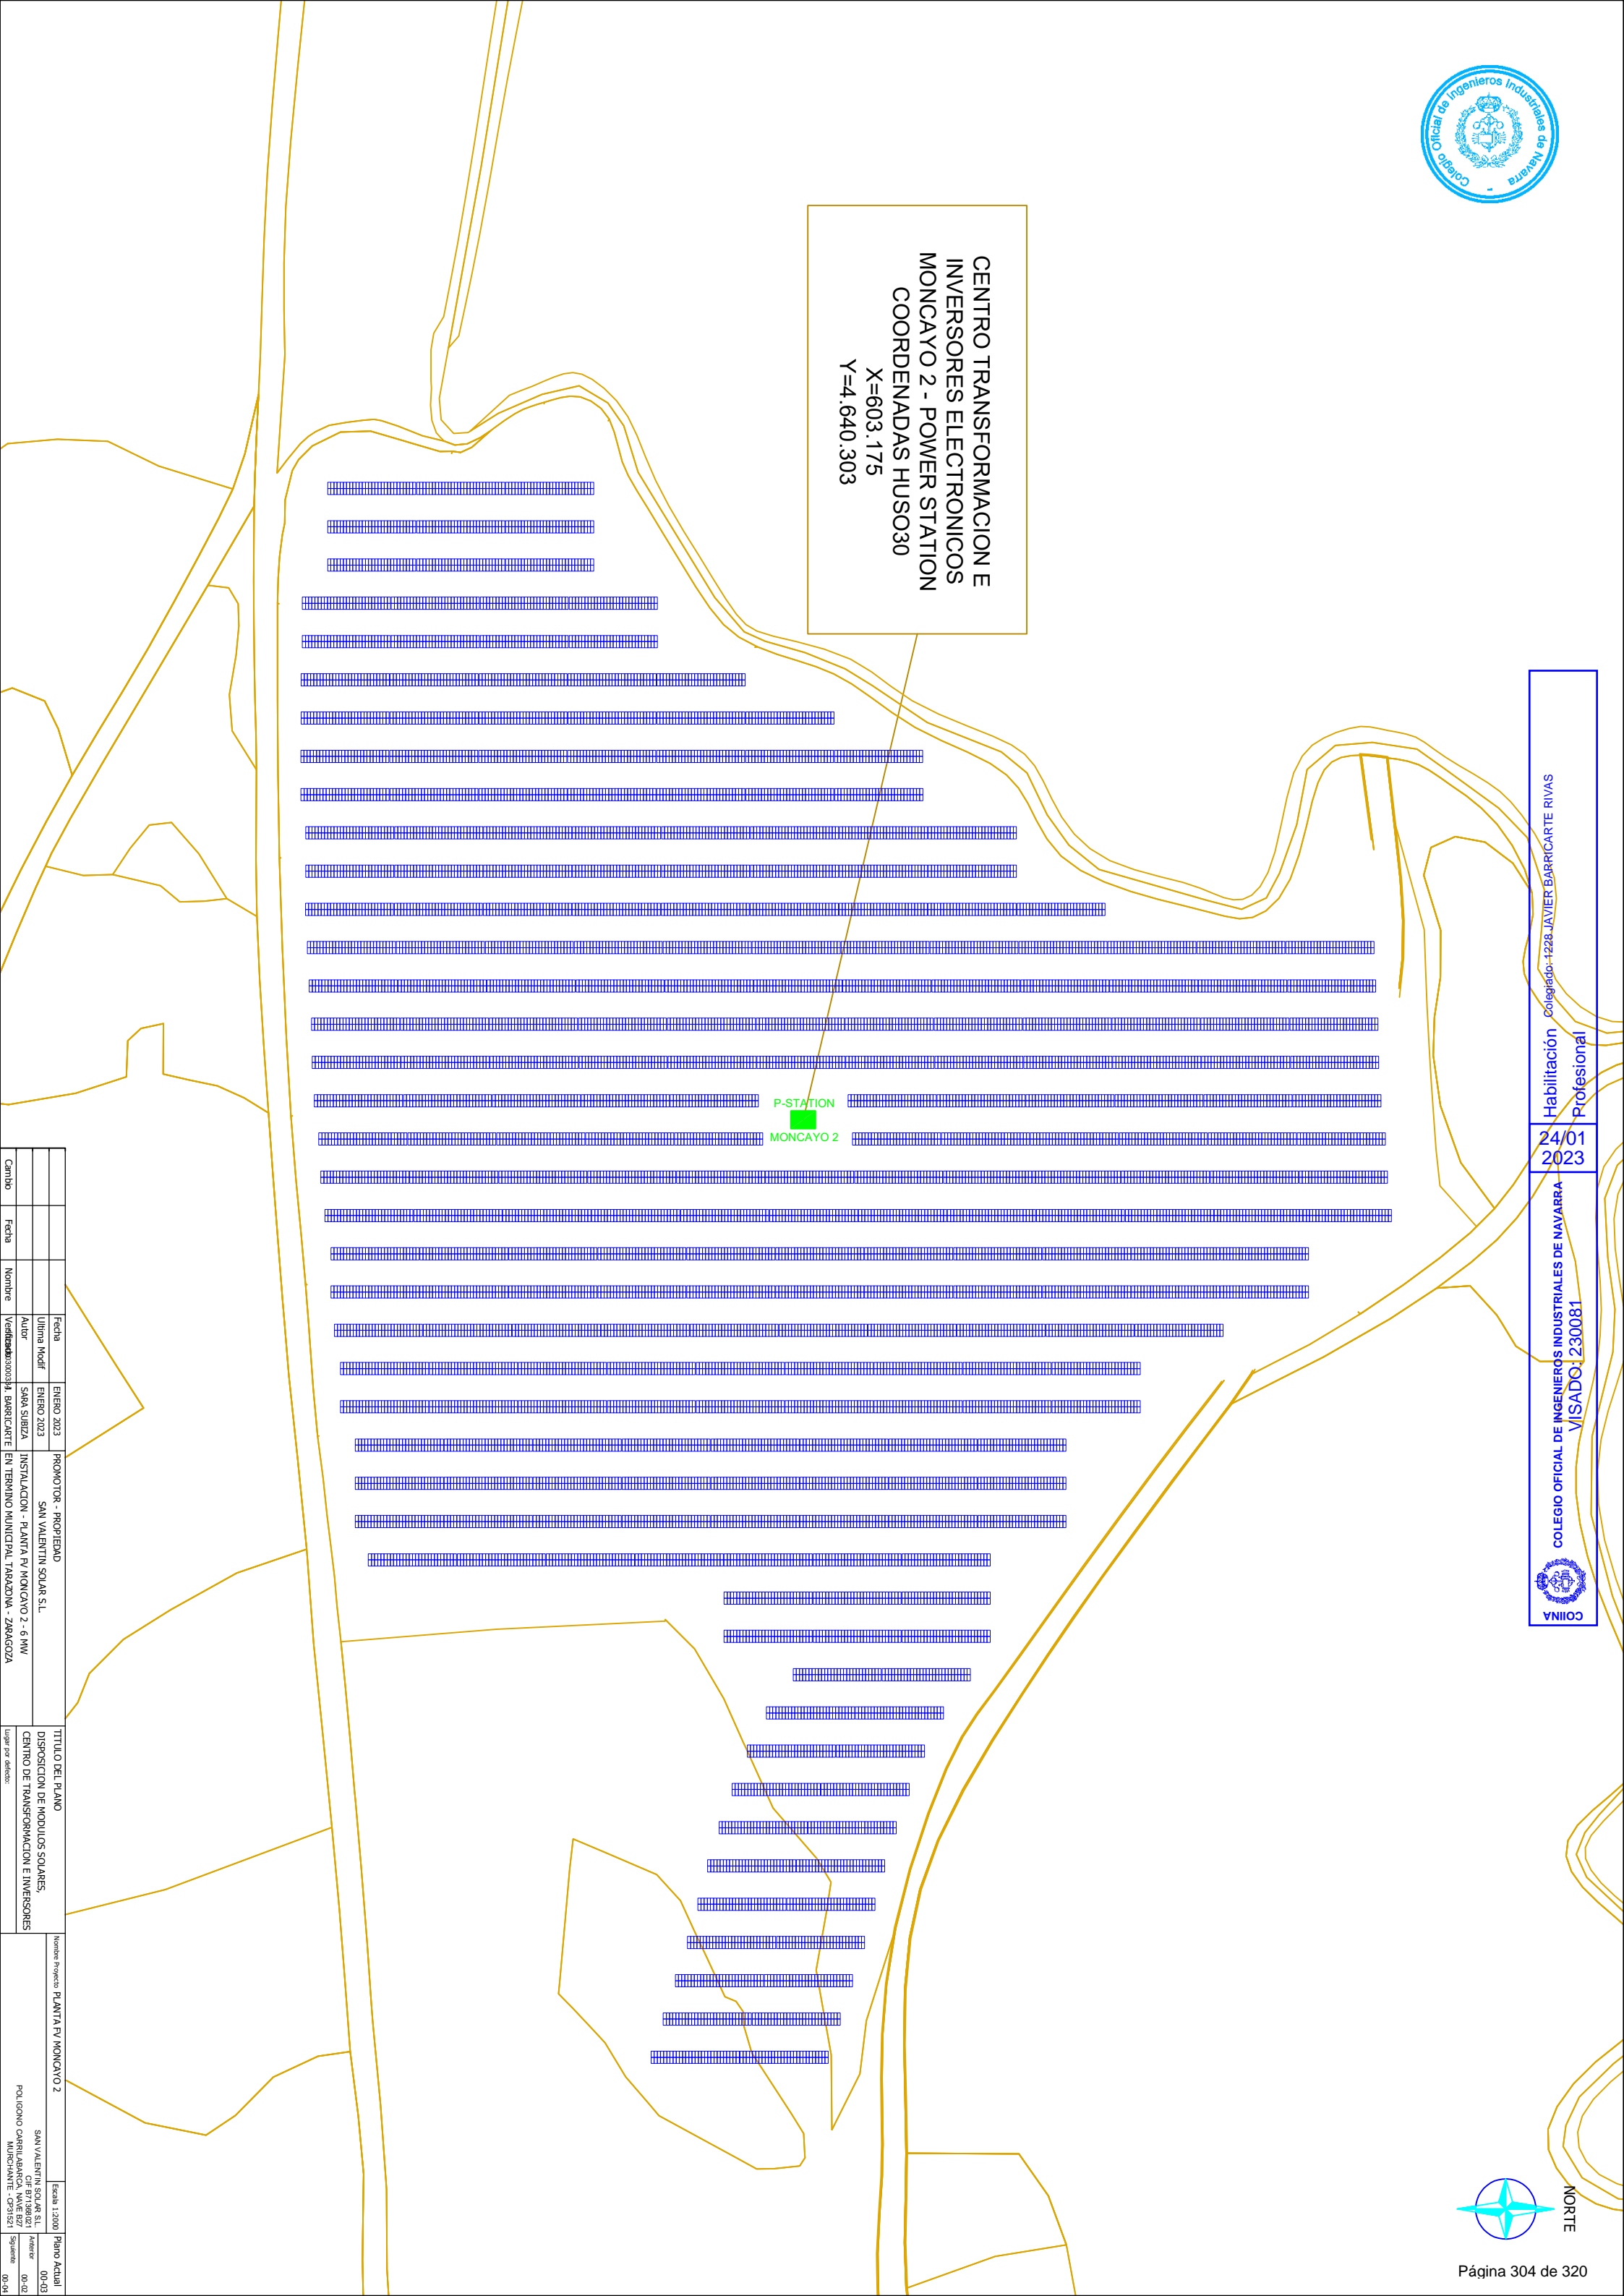 Colegio Oficial de Ingenieros Industriales de Navarra
CENTRO TRANSFORMACION E
INVERSORES ELECTRONICOS
MONCAYO 2 - POWER STATION
COORDENADAS HUSO30
X=603.175
Y=4.640.303
P-STATION
MONCAYO 2
Habilitación Colegiado: 1228 JAVIER BARRICARTE RIVAS
Profesional
24/01
2023
COLEGIO OFICIAL DE INGENIEROS INDUSTRIALES DE NAVARRA
VISADO: 230081
COIINA
NORTE
Página 304 de 320
Cambio
Fecha
Nombre
Fecha
ENERO 2023
Ultima Modif
ENERO 2023
Autor
SARA SUBIZA
J. BARRICARTE
PROMOTOR - PROPIEDAD
SAN VALENTIN SOLAR S.L.
INSTALACION - PLANTA FV MONCAYO 2 - 6 MW
EN TERMINO MUNICIPAL TARAZONA - ZARAGOZA
TITULO DEL PLANO
DISPOSICION DE MODULOS SOLARES,
CENTRO DE TRANSFORMACION E INVERSORES
Lugar por defecto:
Nombre Proyecto PLANTA FV MONCAYO 2
Escala 1:2000
SAN VALENTIN SOLAR S.L.
POLIGONO CARRILABARCA, NAVE B27
MURCHANTE - CP31521
Plano Actual
00-03
Anterior
00-02
Siguiente
00-04